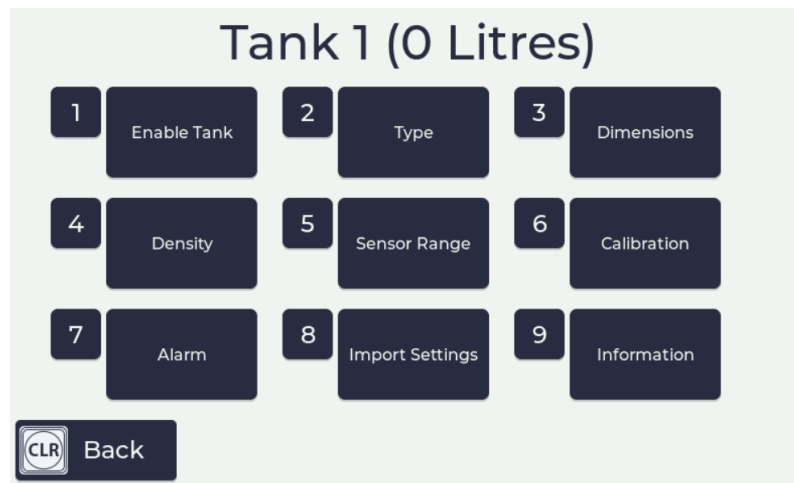 Tank 1 (0 Litres)
1 Enable Tank
2 Type
3 Dimensions
4 Density
5 Sensor Range
6 Calibration
7 Alarm
8 Import Settings
9 Information
CLR Back